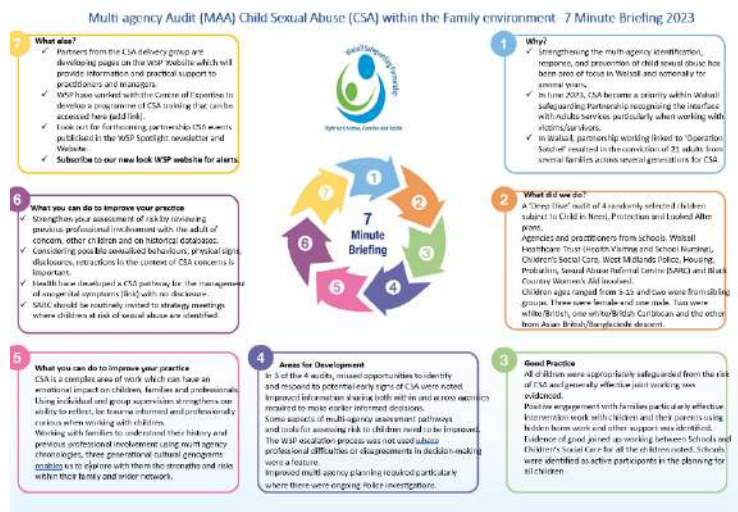 Multi-agency Audit (MAA) Child Sexual Abuse (CSA) within the Family environment 7 Minute Briefing 2023
7
What else?
✓ Partners from the CSA delivery group are
developing pages on the WSP Website which will
provide information and practical support to
practitioners and managers.
✓ WSP have worked with the Centre of Expertise to
develop a programme of CSA training that can be
accessed here (add link).
✓ Look out for forthcoming partnership CSA events
publicised in the WSP Spotlight newsletter and
Website.
✓ Subscribe to our new look WSP website for alerts.
Walsall Safeguarding Partnership
Right for Children, Families and Adults
1
Why?
✓ Strengthening the multi-agency identification,
response, and prevention of child sexual abuse has
been area of focus in Walsall and nationally for
several years.
✓ In June 2023, CSA became a priority within Walsall
Safeguarding Partnership recognising the interface
with Adults Services particularly when working with
victims/survivors.
✓ In Walsall, partnership working linked to 'Operation
Satchel' resulted in the conviction of 21 adults from
several families across several generations for CSA.
6
What you can do to improve your practice
✓ Strengthen your assessment of risk by reviewing
previous professional involvement with the adult of
concern, other children and on historical databases.
✓ Considering possible sexualised behaviours, physical signs,
disclosures, retractions in the context of CSA concerns is
important.
✓ Health have developed a CSA pathway for the management
of anogenital symptoms (link) with no disclosure.
✓ SARC should be routinely invited to strategy meetings
where children at risk of sexual abuse are identified.
7
1
2
3
4
5
6
7
Minute
Briefing
2
What did we do?
A 'Deep Dive' audit of 4 randomly selected children
subject to Child in Need, Protection and Looked After
plans.
Agencies and practitioners from Schools, Walsall
Healthcare Trust (Health Visiting and School Nursing),
Children's Social Care, West Midlands Police, Housing,
Probation, Sexual Abuse Referral Centre (SARC) and Black
Country Women's Aid involved.
Children ages ranged from 5-15 and two were from sibling
groups. Three were female and one male. Two were
white/British, one white/British Caribbean and the other
from Asian British/Bangladeshi descent.
5
What you can do to improve your practice
CSA is a complex area of work which can have an
emotional impact on children, families and professionals.
Using individual and group supervision strengthens our
ability to reflect, be trauma informed and professionally
curious when working with children.
Working with families to understand their history and
previous professional involvement using multi agency
chronologies, three generational cultural genograms
enables us to explore with them the strengths and risks
within their family and wider network.
4
Areas for Development
In 3 of the 4 audits, missed opportunities to identify
and respond to potential early signs of CSA were noted.
Improved information sharing both within and across agencies
required to make earlier informed decisions.
Some aspects of multi-agency assessment pathways
and tools for assessing risk to children need to be improved.
The WSP escalation process was not used where
professional difficulties or disagreements in decision-making
were a feature.
Improved multi agency planning required particularly
where there were ongoing Police investigations.
3
Good Practice
All children were appropriately safeguarded from the risk
of CSA and generally effective joint working was
evidenced.
Positive engagement with families particularly effective
intervention work with children and their parents using
hidden harm work and other support was identified.
Evidence of good joined up working between Schools and
Children's Social Care for all the children noted. Schools
were identified as active participants in the planning for
all children